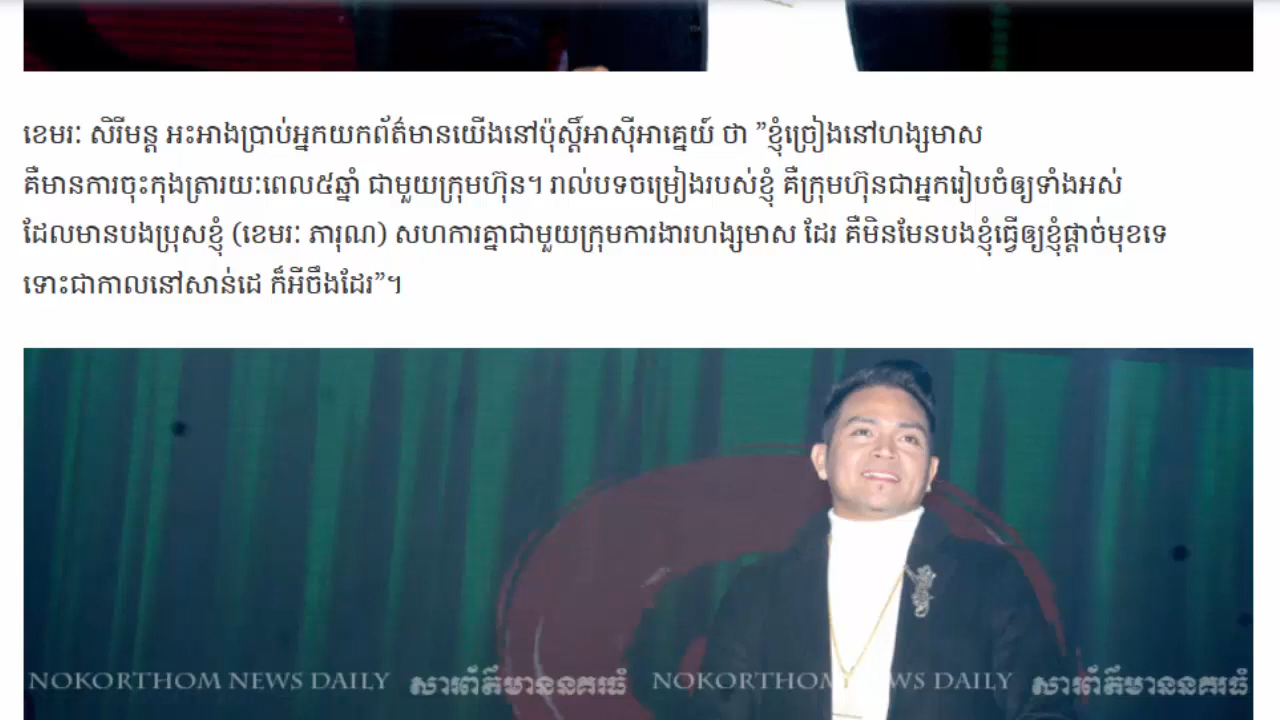 ខេមរៈ សិរីមន្ត អះអាងប្រាប់អ្នកយកព័ត៌មានយើងនៅប៉ុស្តិ៍អាស៊ីអាគ្នេយ៍ ថា ”ខ្ញុំច្រៀងនៅហង្សមាស
គឺមានការចុះកុងត្រារយៈពេល៥ឆ្នាំ ជាមួយក្រុមហ៊ុន។ រាល់បទចម្រៀងរបស់ខ្ញុំ គឺក្រុមហ៊ុនជាអ្នករៀបចំឲ្យទាំងអស់
ដែលមានបងប្រុសខ្ញុំ (ខេមរៈ ភារុណ) សហការគ្នាជាមួយក្រុមការងារហង្សមាស ដែរ គឺមិនមែនបងខ្ញុំធ្វើឲ្យខ្ញុំផ្តាច់មុខទេ
ទោះជាកាលនៅសាន់ដេ ក៏អីចឹងដែរ”។
NOKORTHOM NEWS DAILY សារព័ត៌មាននគរធំ NOKORTHOM NEWS DAILY សារព័ត៌មាននគរធំ